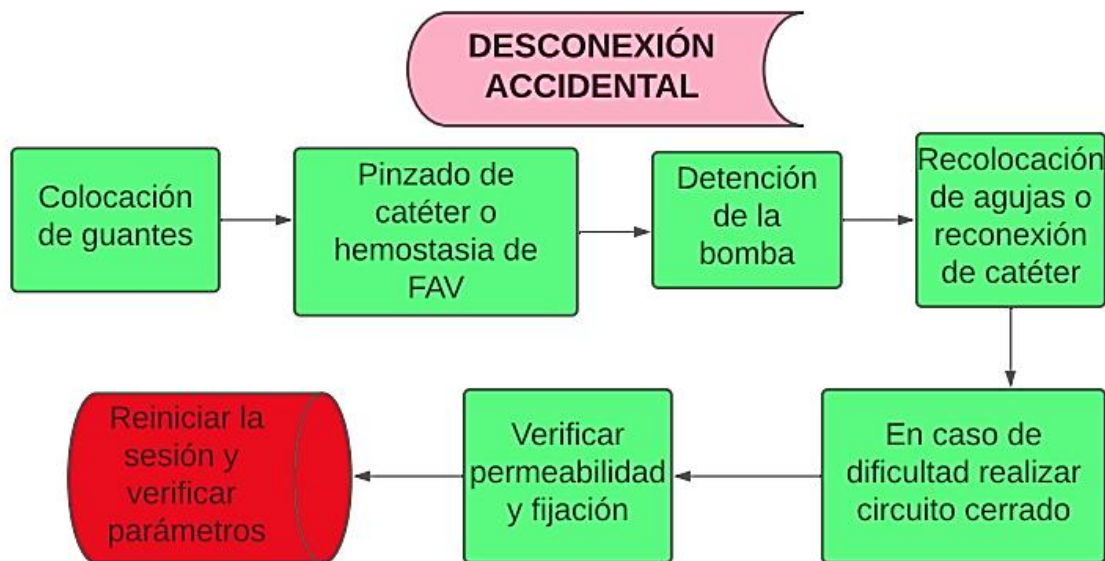 DESCONEXIÓN
ACCIDENTAL
Colocación
de guantes
Pinzado de
catéter o
hemostasia de
FAV
Detención
de la
bomba
Recolocación
de agujas o
reconexión
de catéter
En caso de
dificultad realizar
circuito cerrado
Verificar
permeabilidad
y fijación
Reiniciar la
sesión y
verificar
parámetros